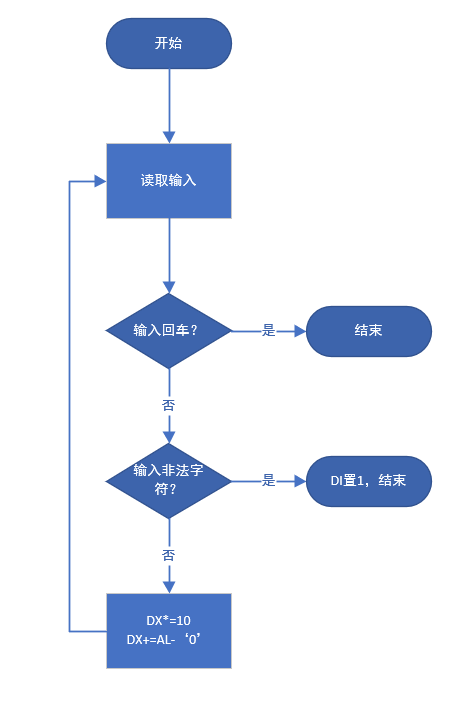 开始
读取输入
输入回车?
是
结束
否
输入非法字
符?
是
DI置1，结束
否
DX*=10
DX+=AL-‘0’